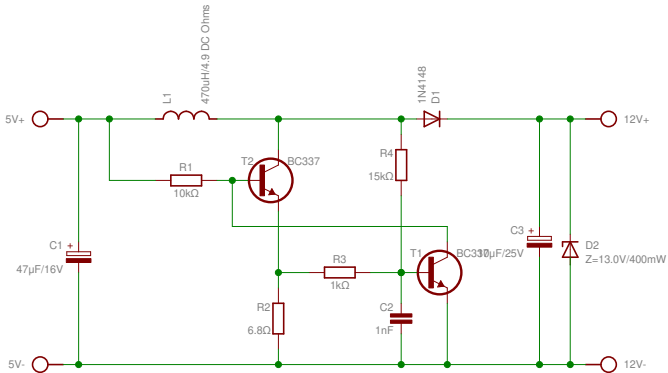 470uH/4.9 DC Ohms
L1
1N4148
D1
5V+
12V+
R1
10kΩ
T2
BC337
R4
15kΩ
C1
+
47µF/16V
R3
1kΩ
T1
BC337
C3
+
10µF/25V
D2
Z=13.0V/400mW
R2
6.8Ω
C2
1nF
5V-
12V-